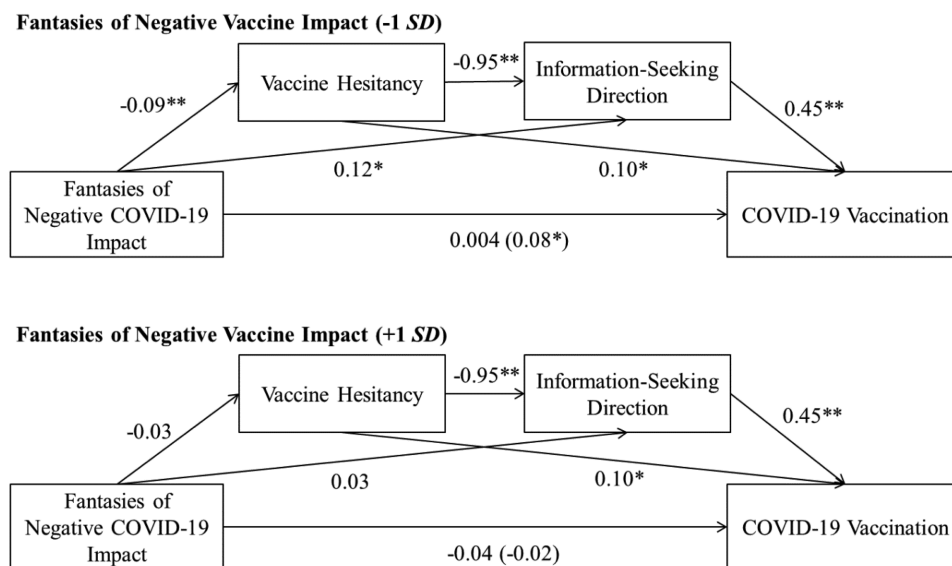 Fantasies of Negative Vaccine Impact (-1 SD)
-0.95**
Vaccine Hesitancy
Information-Seeking
Direction
-0.09**
0.45**
0.12*
0.10*
Fantasies of
Negative COVID-19
Impact
COVID-19 Vaccination
0.004 (0.08*)
Fantasies of Negative Vaccine Impact (+1 SD)
-0.95**
Vaccine Hesitancy
Information-Seeking
Direction
-0.03
0.45**
0.03
0.10*
Fantasies of
Negative COVID-19
Impact
COVID-19 Vaccination
-0.04 (-0.02)